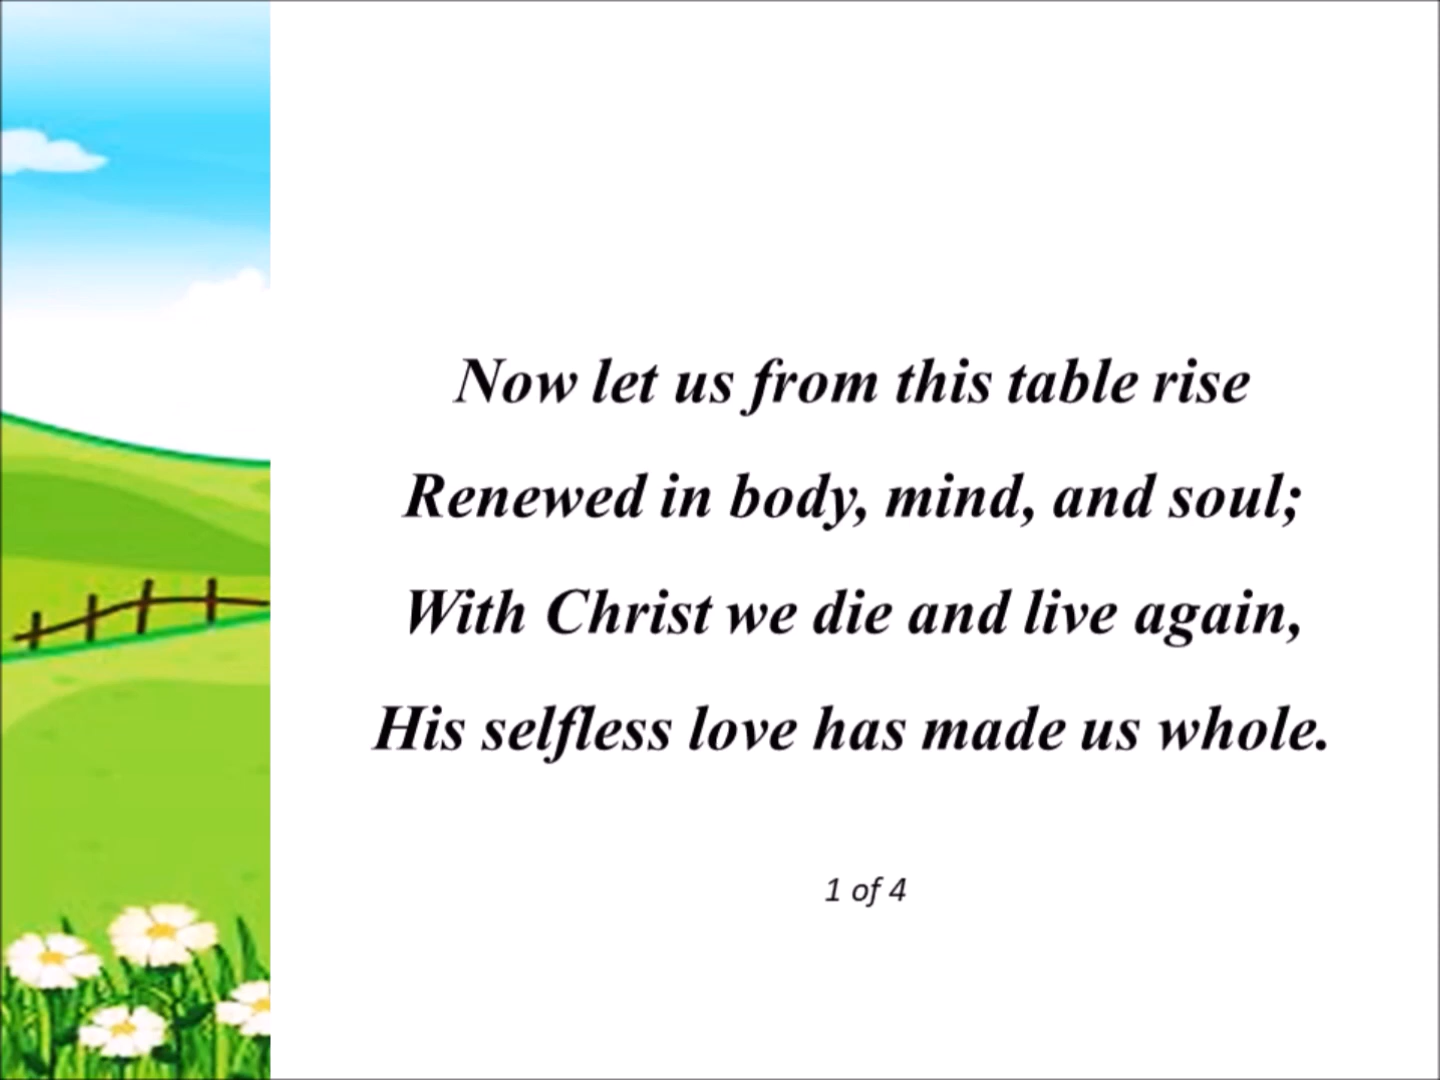 Now let us from this table rise
Renewed in body, mind, and soul;
With Christ we die and live again,
His selfless love has made us whole.
1 of 4